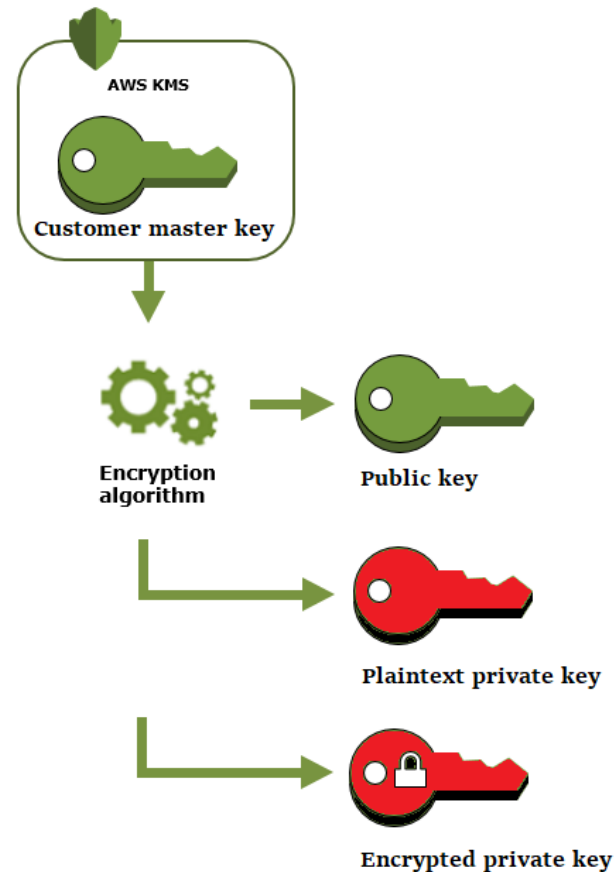 AWS KMS
Customer master key
Encryption
algorithm
Public key
Plaintext private key
Encrypted private key